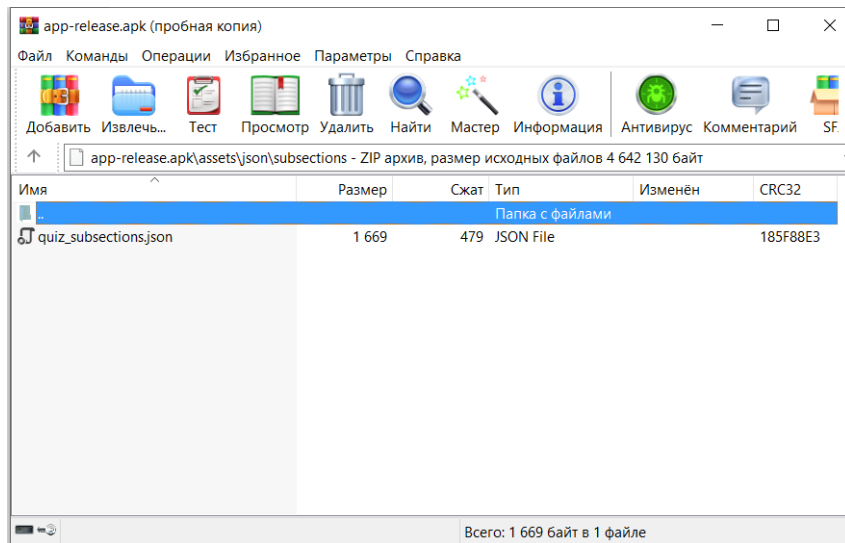 app-release.apk (пробная копия)
Файл Команды Операции Избранное Параметры Справка
Добавить Извлечь... Тест Просмотр Удалить Найти Мастер Информация Антивирус Комментарий SF
app-release.apk\assets\json\subsections - ZIP архив, размер исходных файлов 4 642 130 байт
Имя Размер Сжат Тип Изменён CRC32
.. Папка с файлами
quiz_subsections.json 1 669 479 JSON File 185F88E3
Всего: 1 669 байт в 1 файле